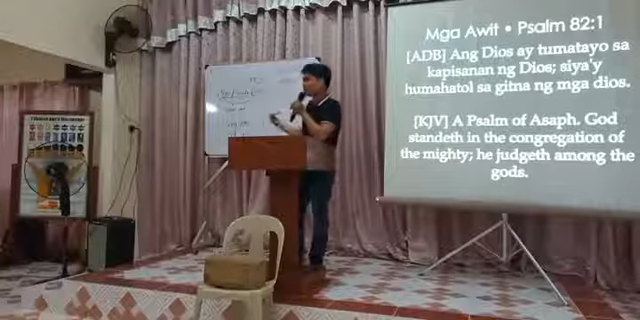 Mga Awit • Psalm 82:1
[ADB] Ang Dios ay tumatayo sa
kapisanan ng Dios; siya'y
humahatol sa gitna ng mga dios.
[KJV] A Psalm of Asaph. God
standeth in the congregation of
the mighty; he judgeth among the
gods.